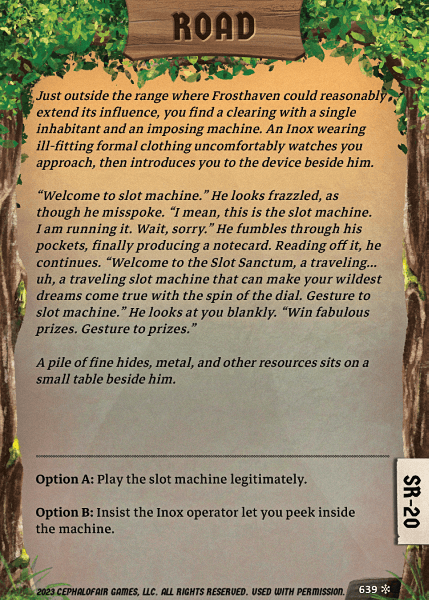 ROAD
Just outside the range where Frosthaven could reasonably
extend its influence, you find a clearing with a single
inhabitant and an imposing machine. An Inox wearing
ill-fitting formal clothing uncomfortably watches you
approach, then introduces you to the device beside him.
“Welcome to slot machine.” He looks frazzled, as
though he misspoke. “I mean, this is the slot machine.
I am running it. Wait, sorry.” He fumbles through his
pockets, finally producing a notecard. Reading off it, he
continues. “Welcome to the Slot Sanctum, a traveling...
uh, a traveling slot machine that can make your wildest
dreams come true with the spin of the dial. Gesture to
slot machine.” He looks at you blankly. “Win fabulous
prizes. Gesture to prizes.”
A pile of fine hides, metal, and other resources sits on a
small table beside him.
Option A: Play the slot machine legitimately.
Option B: Insist the Inox operator let you peek inside
the machine.
SR-20
2023 CEPHALOFAIR GAMES, LLC. ALL RIGHTS RESERVED. USED WITH PERMISSION.
639